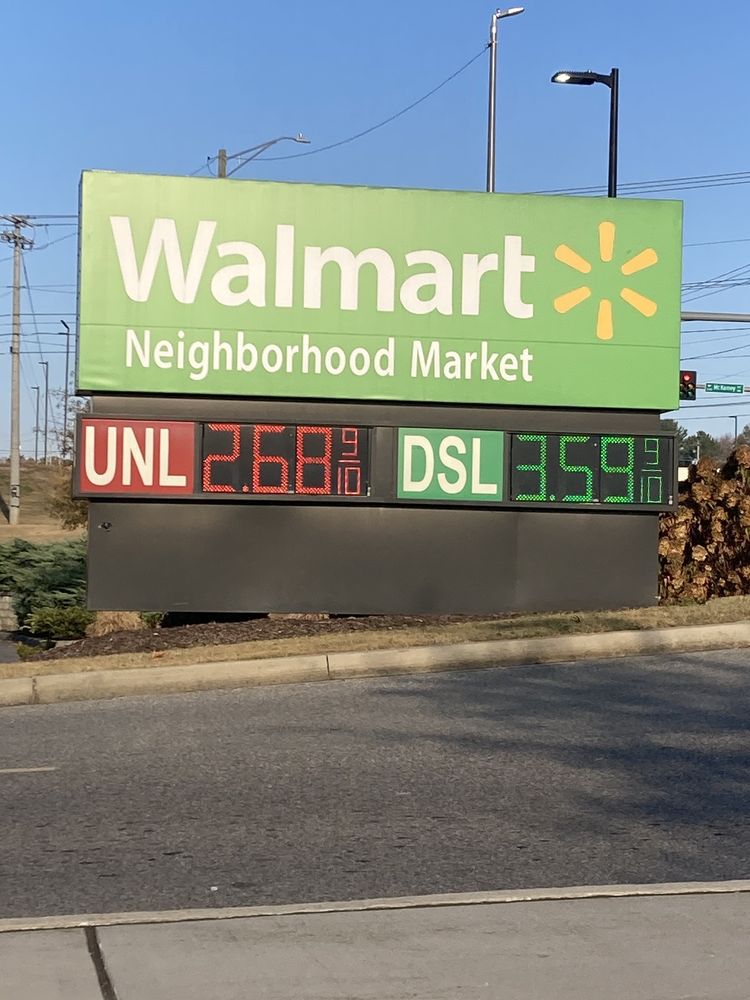 Walmart
Neighborhood Market
UNL 2.68 9/10 DSL 3.59 9/10